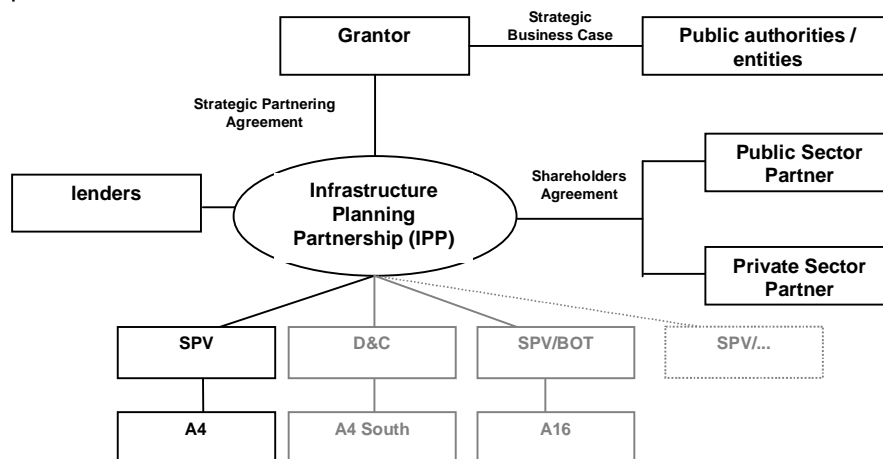 Grantor
Strategic
Business Case
Public authorities /
entities
Strategic Partnering
Agreement
lenders
Infrastructure
Planning
Partnership (IPP)
Shareholders
Agreement
Public Sector
Partner
Private Sector
Partner
SPV
D&C
SPV/BOT
SPV/...
A4
A4 South
A16